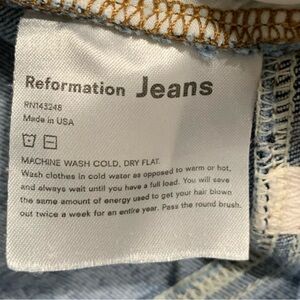 Reformation Jeans
RN143248
Made in USA
MACHINE WASH COLD, DRY FLAT.
Wash clothes in cold water as opposed to warm or hot,
and always wait until you have a full load. You will save
the same amount of energy used to get your hair blown
out twice a week for an entire year. Pass the round brush.